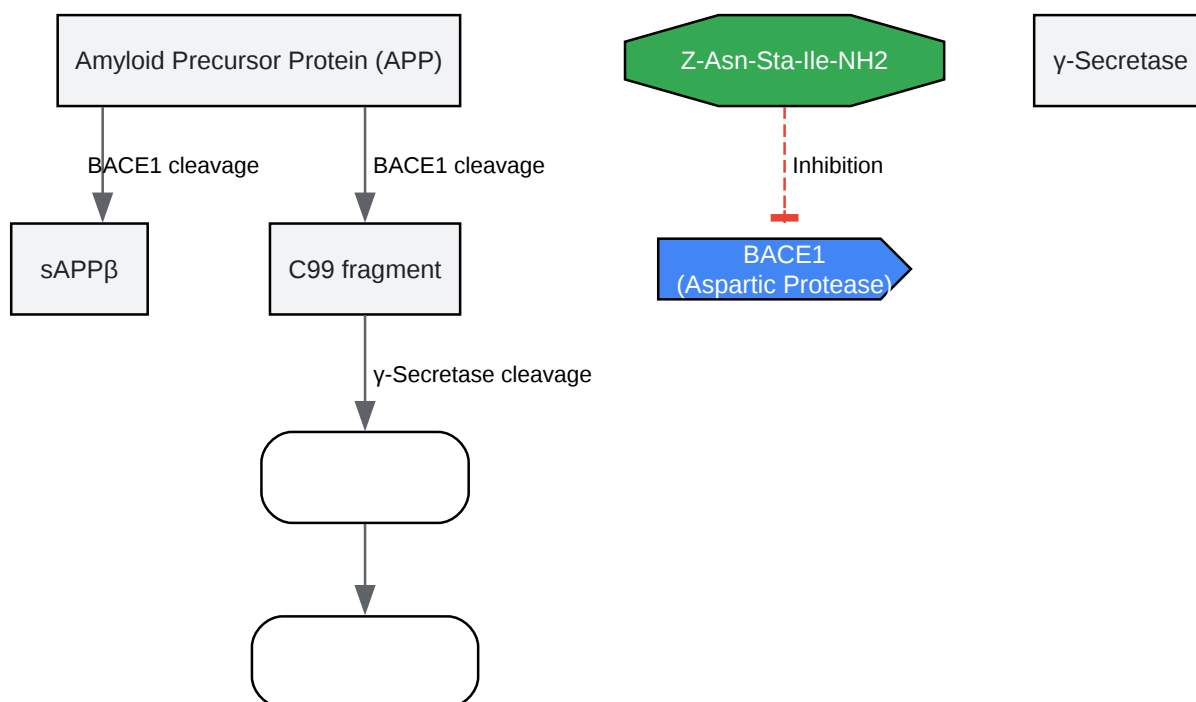 Amyloid Precursor Protein (APP)
Z-Asn-Sta-Ile-NH2
γ-Secretase
BACE1 cleavage
BACE1 cleavage
Inhibition
sAPPβ
C99 fragment
BACE1
(Aspartic Protease)
γ-Secretase cleavage